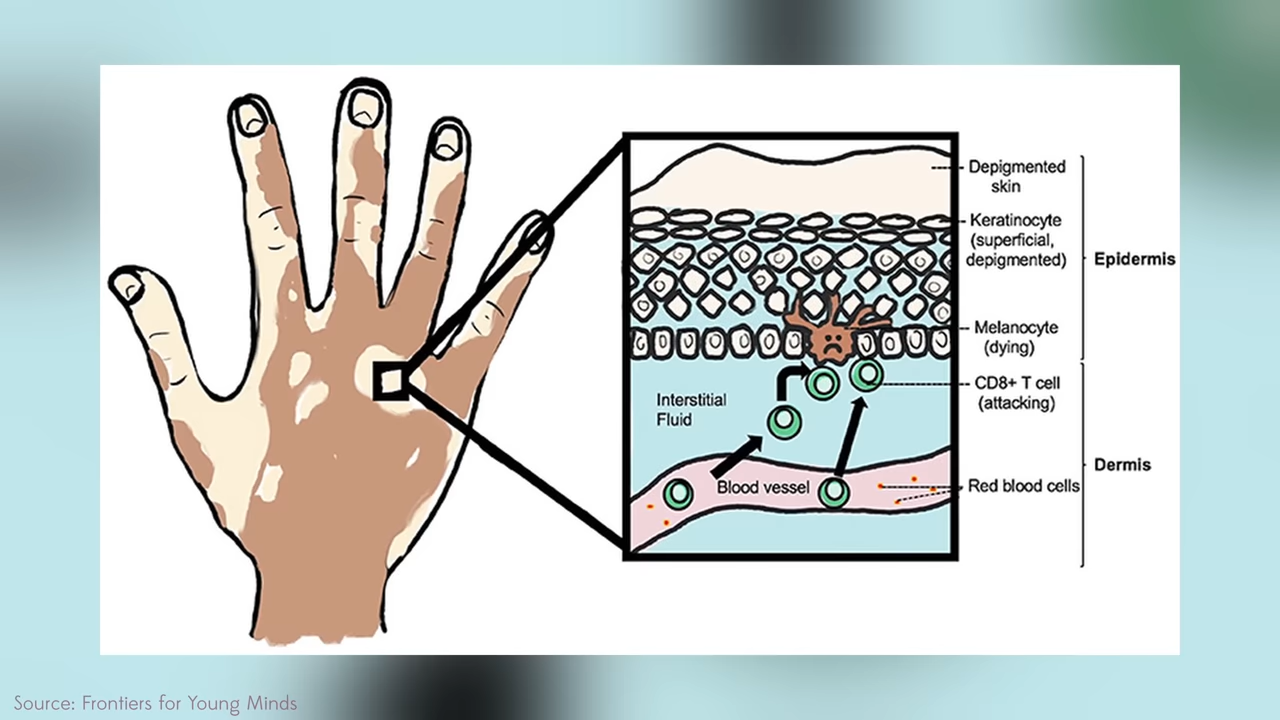 Depigmented
skin
Keratinocyte
(superficial,
depigmented)
Epidermis
Melanocyte
(dying)
CD8+ T cell
(attacking)
Interstitial
Fluid
Dermis
Blood vessel
Red blood cells
Source: Frontiers for Young Minds